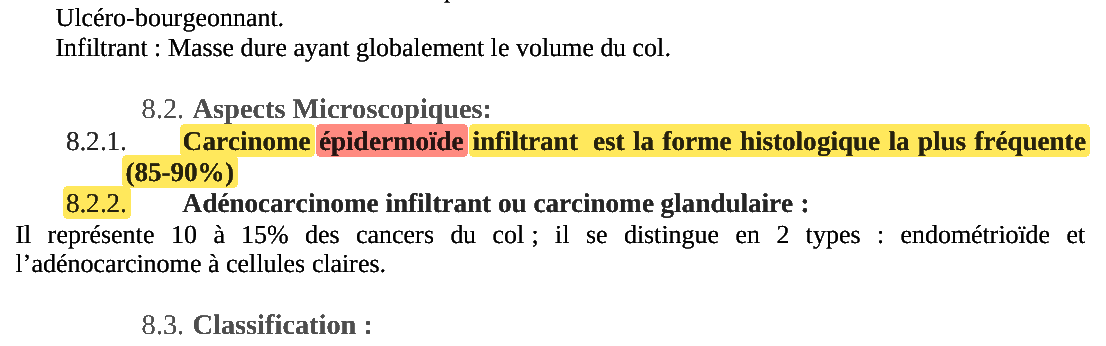 Ulcéro-bourgeonnant.
Infiltrant : Masse dure ayant globalement le volume du col.
8.2. Aspects Microscopiques:
8.2.1. Carcinome épidermoïde infiltrant est la forme histologique la plus fréquente
(85-90%)
8.2.2. Adénocarcinome infiltrant ou carcinome glandulaire :
Il représente 10 à 15% des cancers du col ; il se distingue en 2 types : endométrioïde et
l’adénocarcinome à cellules claires.
8.3. Classification :